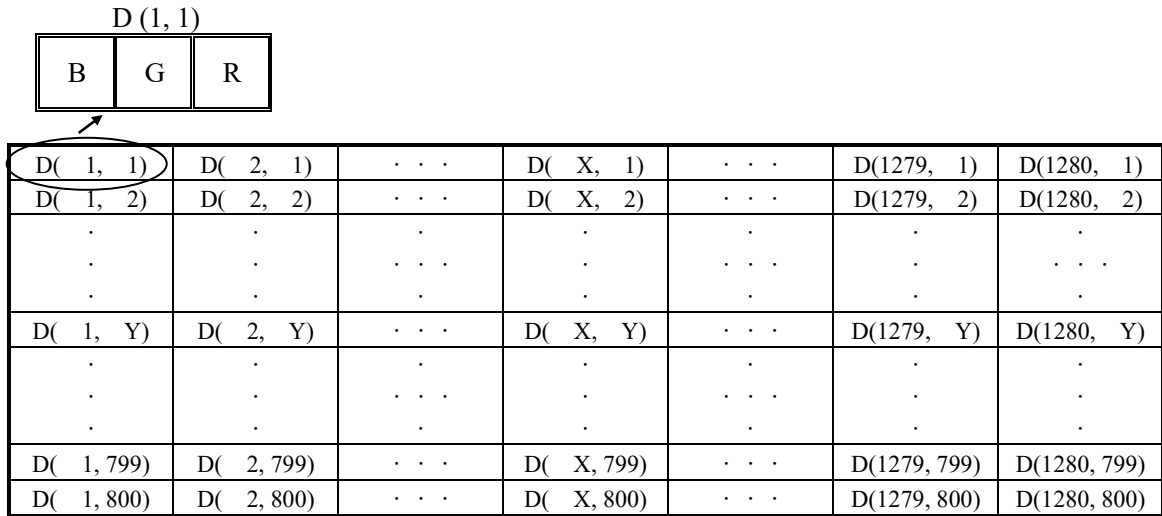 D (1, 1)
B G R
D( 1, 1) D( 2, 1) · · · D( X, 1) · · · D(1279, 1) D(1280, 1)
D( 1, 2) D( 2, 2) · · · D( X, 2) · · · D(1279, 2) D(1280, 2)
· · · · · · ·
· · · · · · · · · · · · ·
· · · · · · ·
D( 1, Y) D( 2, Y) · · · D( X, Y) · · · D(1279, Y) D(1280, Y)
· · · · · · ·
· · · · · · · · · · ·
· · · · · · ·
D( 1, 799) D( 2, 799) · · · D( X, 799) · · · D(1279, 799) D(1280, 799)
D( 1, 800) D( 2, 800) · · · D( X, 800) · · · D(1279, 800) D(1280, 800)